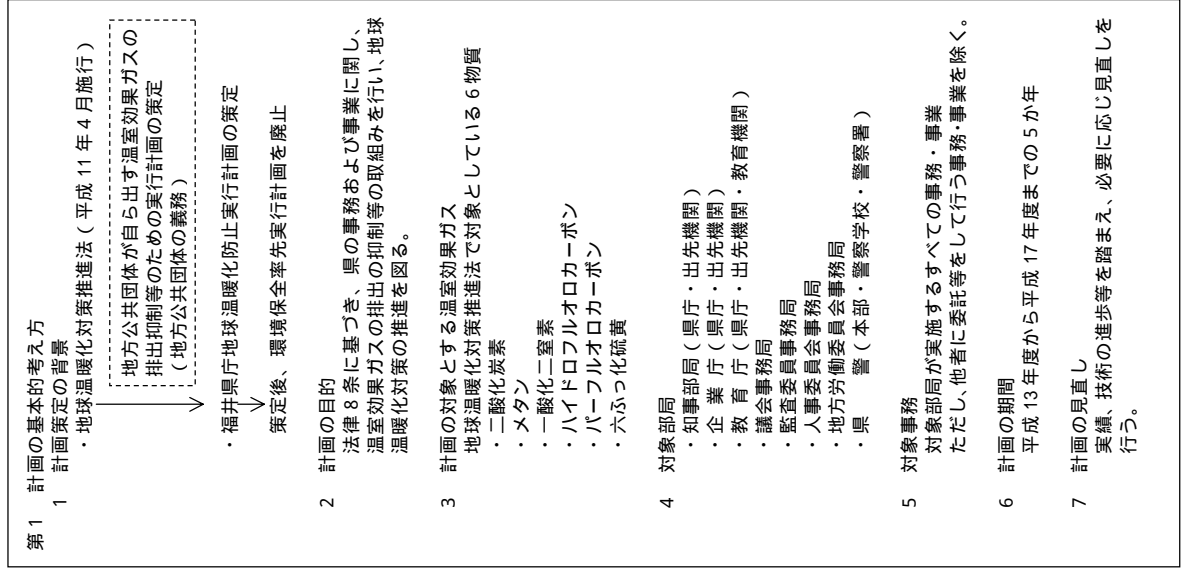 第1 計画の基本的考え方
1 計画策定の背景
・地球温暖化対策推進法（平成11年4月施行）
地方公共団体が自ら出す温室効果ガスの
排出抑制等のための実行計画の策定
（地方公共団体の義務）
・福井県庁地球温暖化防止実行計画の策定
策定後、環境保全率先実行計画を廃止
2 計画の目的
法律8条に基づき、県の事務および事業に関し、
温室効果ガスの排出の抑制等の取組みを行い、地球
温暖化対策の推進を図る。
3 計画の対象とする温室効果ガス
地球温暖化対策推進法で対象としている6物質
・二酸化炭素
・メタン
・一酸化二窒素
・ハイドロフルオロカーボン
・パーフルオロカーボン
・六ふっ化硫黄
4 対象部局
・知事部局（県庁・出先機関）
・企業庁（県庁・出先機関）
・教育庁（県庁・出先機関・教育機関）
・議会事務局
・監査委員事務局
・人事委員会事務局
・地方労働委員会事務局
・県警（本部・警察学校・警察署）
5 対象事務
対象部局が実施するすべての事務・事業
ただし、他者に委託等をして行う事務・事業を除く。
6 計画の期間
平成13年度から平成17年度までの5か年
7 計画の見直し
実績、技術の進歩等を踏まえ、必要に応じ見直しを
行う。